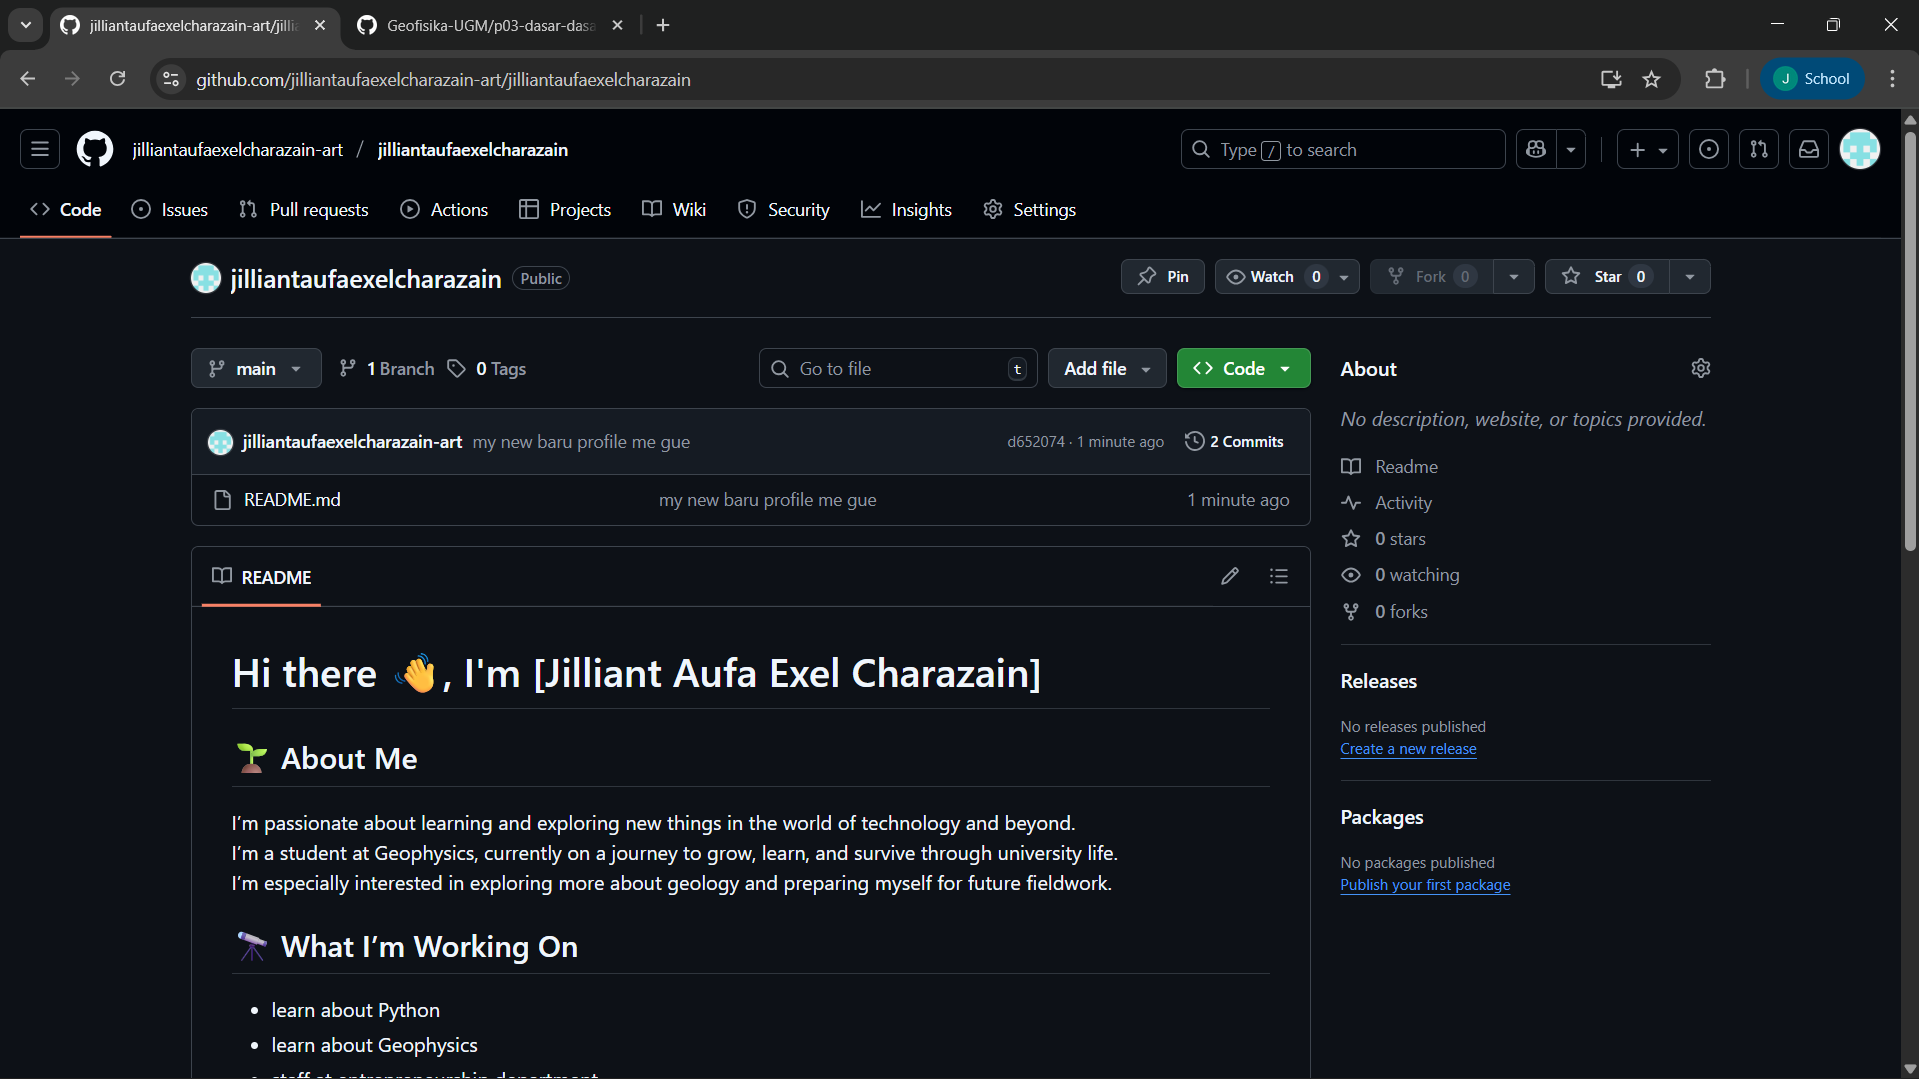 jilliantaufaexelcharazain-art/jilli
Geofisika-UGM/p03-dasar-dasa
github.com/jilliantaufaexelcharazain-art/jilliantaufaexelcharazain
J School
jilliantaufaexelcharazain-art / jilliantaufaexelcharazain
Type / to search
Code Issues Pull requests Actions Projects Wiki Security Insights Settings
jilliantaufaexelcharazain Public
Pin Watch 0 Fork 0 Star 0
main 1 Branch 0 Tags
Go to file t Add file Code
jilliantaufaexelcharazain-art my new baru profile me gue d652074 · 1 minute ago 2 Commits
README.md my new baru profile me gue 1 minute ago
README
Hi there 👋, I'm [Jilliant Aufa Exel Charazain]
🌱 About Me
I’m passionate about learning and exploring new things in the world of technology and beyond.
I’m a student at Geophysics, currently on a journey to grow, learn, and survive through university life.
I’m especially interested in exploring more about geology and preparing myself for future fieldwork.
🔭 What I’m Working On
• learn about Python
• learn about Geophysics
• staff at entrepreneurship department
About
No description, website, or topics provided.
Readme
Activity
0 stars
0 watching
0 forks
Releases
No releases published
Create a new release
Packages
No packages published
Publish your first package